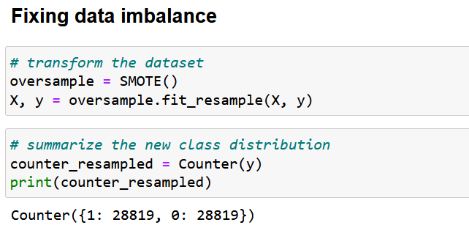 Fixing data imbalance
# transform the dataset
oversample = SMOTE()
X, y = oversample.fit_resample(X, y)
# summarize the new class distribution
counter_resampled = Counter(y)
print(counter_resampled)
Counter({1: 28819, 0: 28819})